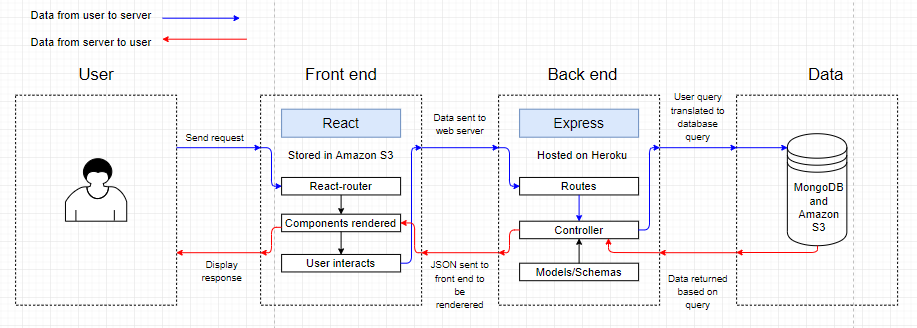 Data from user to server
Data from server to user
User
Front end
Back end
Data
Send request
React
Stored in Amazon S3
React-router
Components rendered
User interacts
Display
response
Data sent to
web server
JSON sent to
front end to
be
renderered
Express
Hosted on Heroku
Routes
Controller
Models/Schemas
User query
translated to
database
query
Data returned
based on
query
MongoDB
and
Amazon
S3